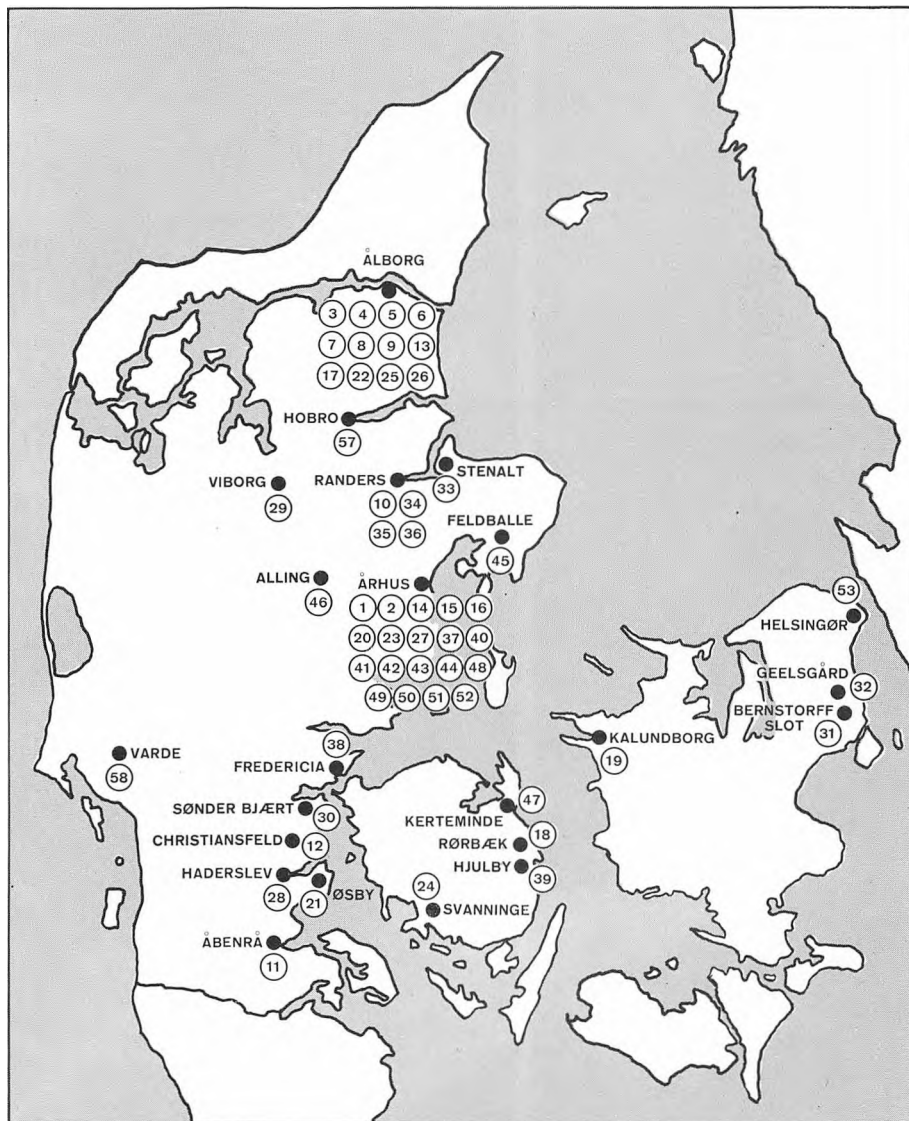 ÅLBORG
3 4 5 6
7 8 9 13
17 22 25 26
HOBRO
57
STENALT
33
VIBORG
29
RANDERS
10 34
35 36
FELDBALLE
45
ALLING
46
ÅRHUS
1 2 14 15 16
20 23 27 37 40
41 42 43 44 48
49 50 51 52
53
HELSINGØR
GEELSGÅRD
32
BERNSTORFF
SLOT
31
KALUNDBORG
19
VARDE
58
38
FREDERICIA
SØNDER BJÆRT
30
CHRISTIANSFELD
12
HADERSLEV
28
ØSBY
21
ÅBENRÅ
11
47
KERTEMINDE
18
RØRBÆK
HJULBY
39
24
SVANNINGE